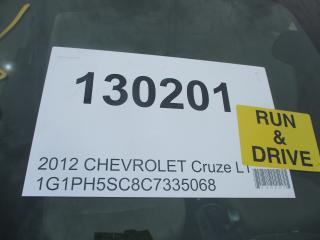 130201
RUN
&
DRIVE
2012 CHEVROLET Cruze LT
1G1PH5SC8C7335068